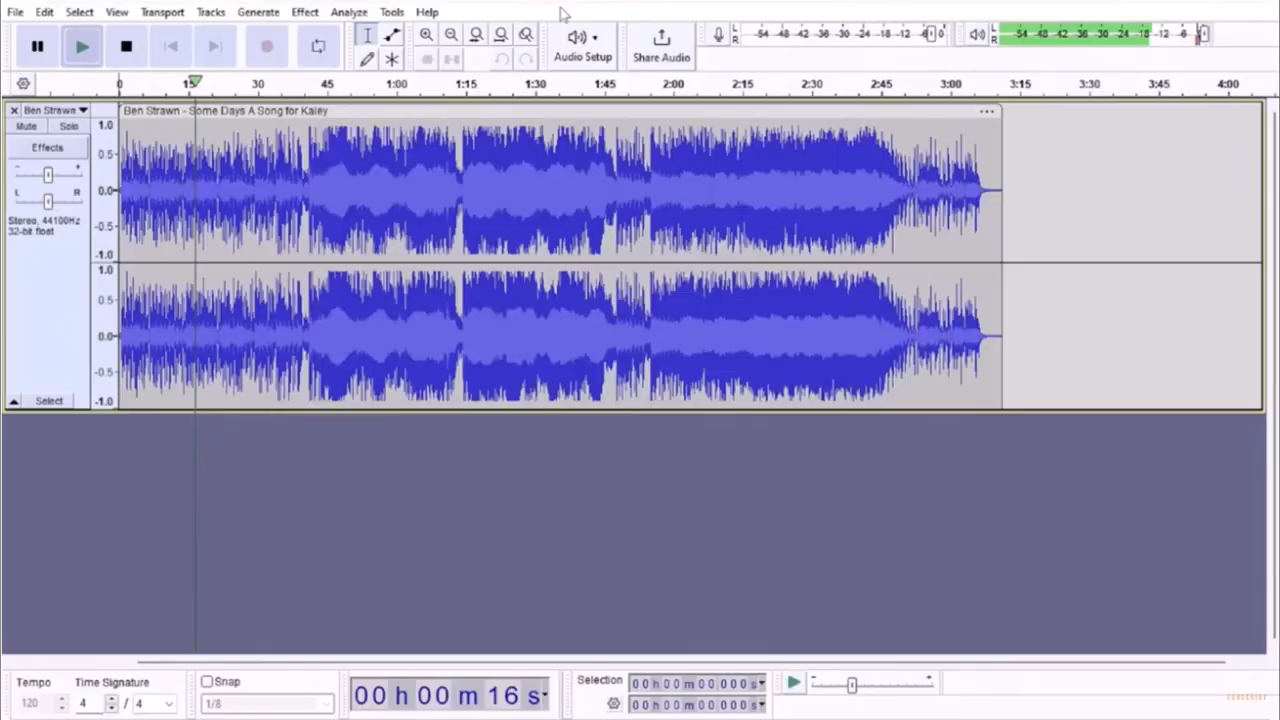 File Edit Select View Transport Tracks Generate Effect Analyze Tools Help
Audio Setup
Share Audio
L
R
-54 -48 -42 -36 -30 -24 -18 -12 -6 0
L
R
-54 -48 -42 -36 -30 -24 -18 -12 -6
0 15 30 45 1:00 1:15 1:30 1:45 2:00 2:15 2:30 2:45 3:00 3:15 3:30 3:45 4:00
Ben Strawn
Ben Strawn - Some Days A Song for Kaley
Mute Solo
Effects
- +
L R
Stereo, 44100Hz
32-bit float
1.0
0.5
0.0
-0.5
-1.0
1.0
0.5
0.0
-0.5
-1.0
Select
Tempo
120
Time Signature
4 / 4
Snap
1/8
00 h 00 m 16 s
Selection
00 h 00 m 00.000 s
00 h 00 m 00.000 s
- +
SUBSCRIBE